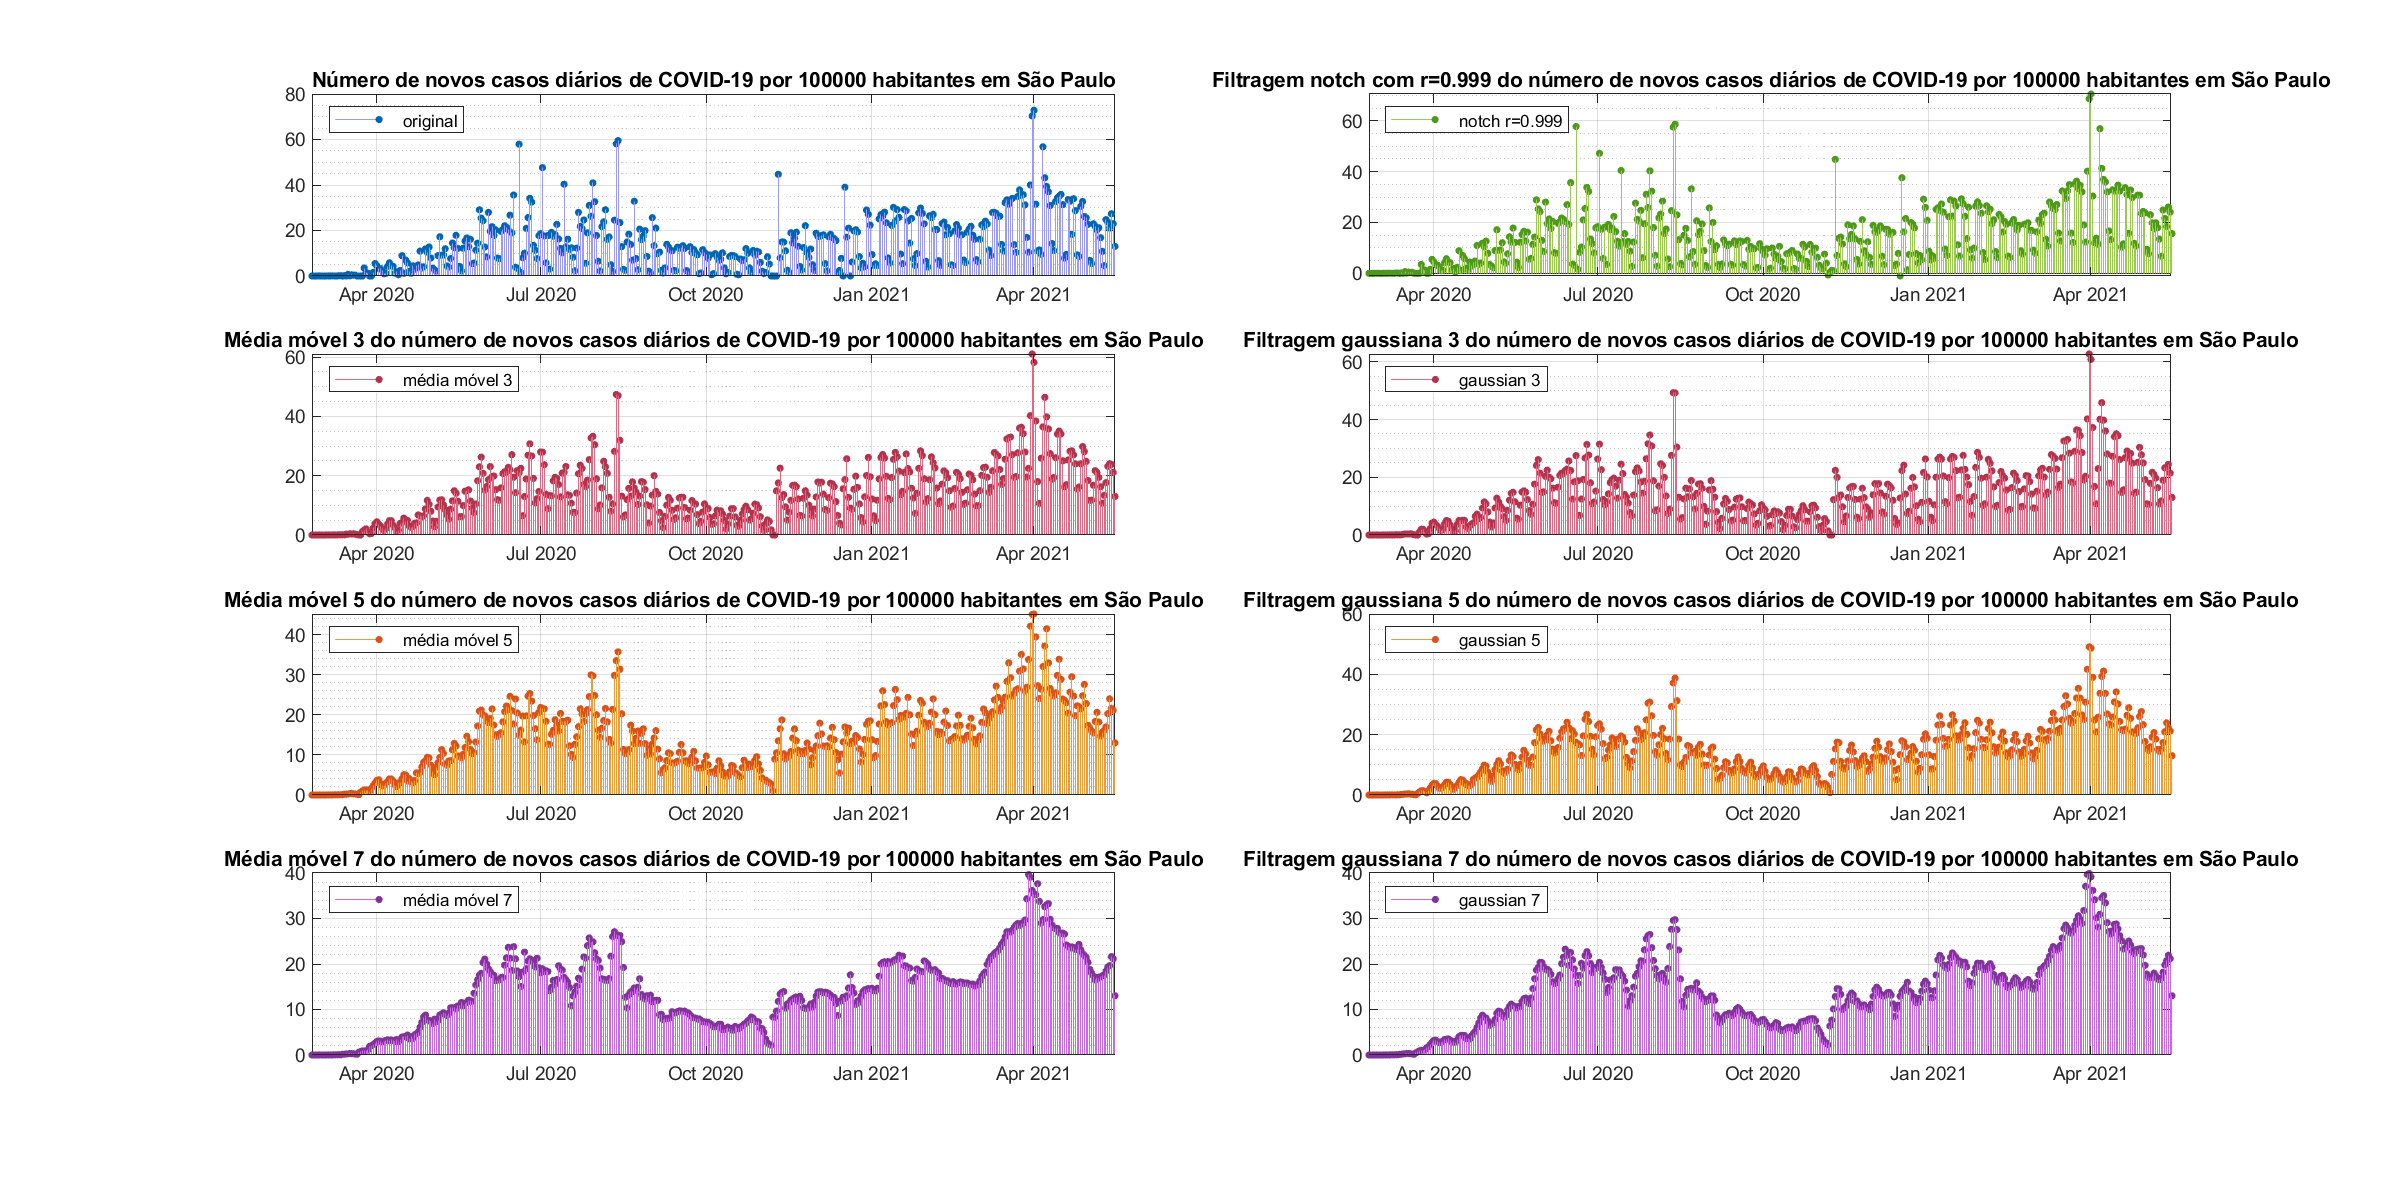 Número de novos casos diários de COVID-19 por 100000 habitantes em São Paulo
80
60
40
20
0
original
Apr 2020 Jul 2020 Oct 2020 Jan 2021 Apr 2021
Filtragem notch com r=0.999 do número de novos casos diários de COVID-19 por 100000 habitantes em São Paulo
60
40
20
0
notch r=0.999
Apr 2020 Jul 2020 Oct 2020 Jan 2021 Apr 2021
Média móvel 3 do número de novos casos diários de COVID-19 por 100000 habitantes em São Paulo
60
40
20
0
média móvel 3
Apr 2020 Jul 2020 Oct 2020 Jan 2021 Apr 2021
Filtragem gaussiana 3 do número de novos casos diários de COVID-19 por 100000 habitantes em São Paulo
60
40
20
0
gaussian 3
Apr 2020 Jul 2020 Oct 2020 Jan 2021 Apr 2021
Média móvel 5 do número de novos casos diários de COVID-19 por 100000 habitantes em São Paulo
40
30
20
10
0
média móvel 5
Apr 2020 Jul 2020 Oct 2020 Jan 2021 Apr 2021
Filtragem gaussiana 5 do número de novos casos diários de COVID-19 por 100000 habitantes em São Paulo
60
40
20
0
gaussian 5
Apr 2020 Jul 2020 Oct 2020 Jan 2021 Apr 2021
Média móvel 7 do número de novos casos diários de COVID-19 por 100000 habitantes em São Paulo
40
30
20
10
0
média móvel 7
Apr 2020 Jul 2020 Oct 2020 Jan 2021 Apr 2021
Filtragem gaussiana 7 do número de novos casos diários de COVID-19 por 100000 habitantes em São Paulo
40
30
20
10
0
gaussian 7
Apr 2020 Jul 2020 Oct 2020 Jan 2021 Apr 2021